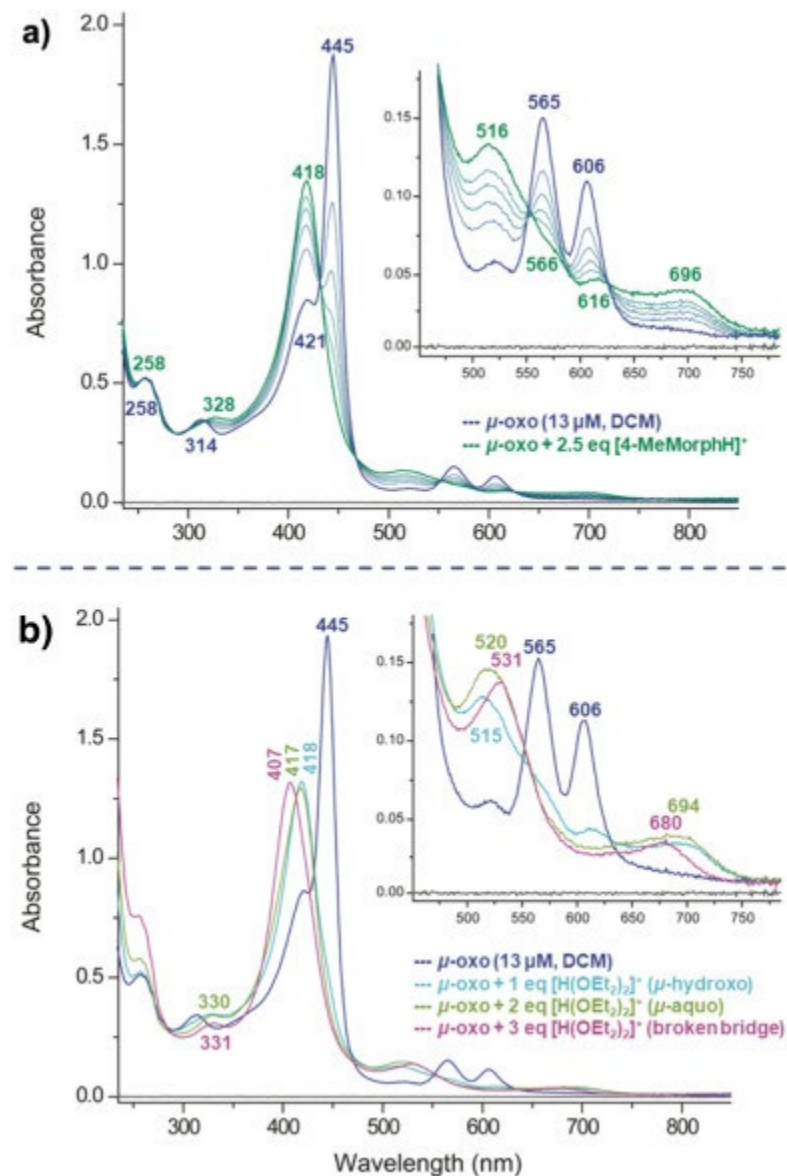 a)
2.0
445
0.15
516
565
606
1.5
418
0.10
0.05
566
616
696
1.0
Absorbance
421
0.00
500 550 600 650 700 750
258
328
0.5
258
314
--- μ-oxo (13 μM, DCM)
--- μ-oxo + 2.5 eq [4-MeMorphH]⁺
0.0
300 400 500 600 700 800
b)
2.0
445
0.15
520
531
565
606
1.5
407
417
418
0.10
515
0.05
680
694
1.0
Absorbance
0.00
500 550 600 650 700 750
0.5
330
331
--- μ-oxo (13 μM, DCM)
--- μ-oxo + 1 eq [H(OEt₂)₂]⁺ (μ-hydroxo)
--- μ-oxo + 2 eq [H(OEt₂)₂]⁺ (μ-aquo)
--- μ-oxo + 3 eq [H(OEt₂)₂]⁺ (broken bridge)
0.0
300 400 500 600 700 800
Wavelength (nm)